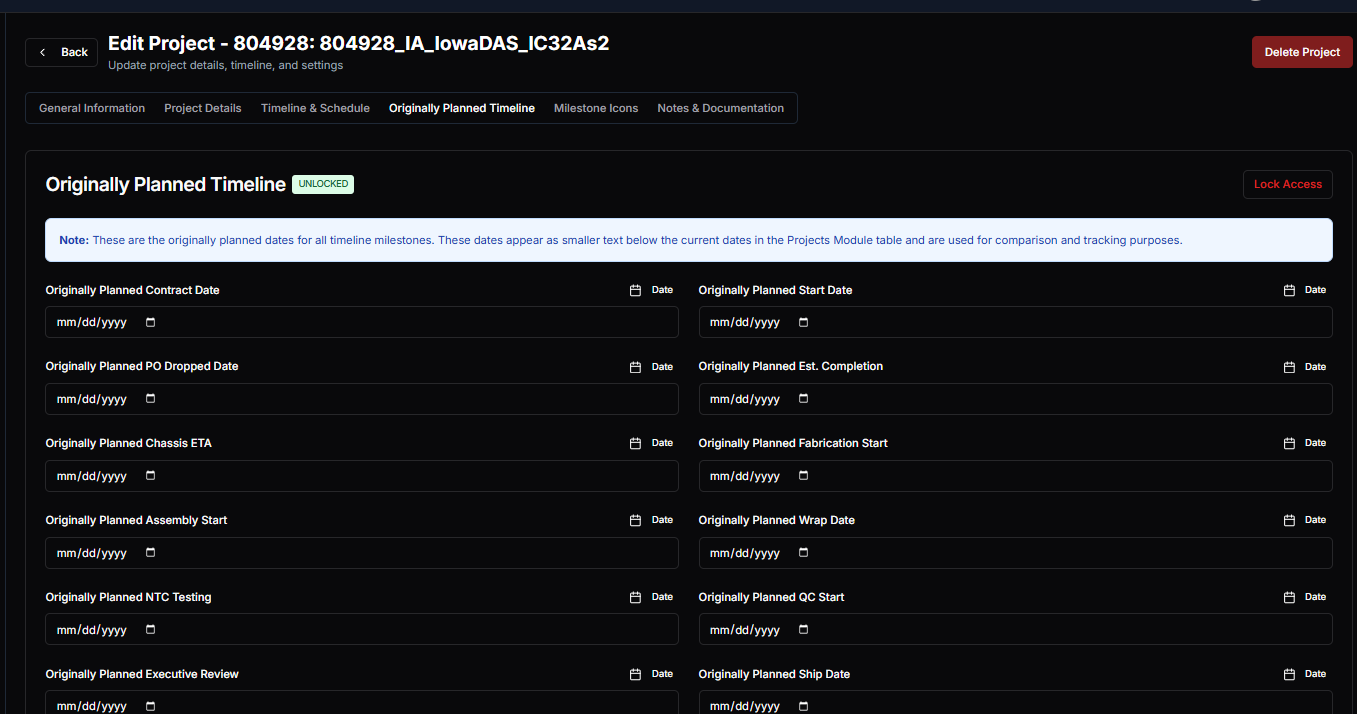 Back
Edit Project - 804928: 804928_IA_IowaDAS_IC32As2
Update project details, timeline, and settings
Delete Project
General Information Project Details Timeline & Schedule Originally Planned Timeline Milestone Icons Notes & Documentation
Originally Planned Timeline UNLOCKED
Lock Access
Note: These are the originally planned dates for all timeline milestones. These dates appear as smaller text below the current dates in the Projects Module table and are used for comparison and tracking purposes.
Originally Planned Contract Date Date Originally Planned Start Date Date
mm/dd/yyyy mm/dd/yyyy
Originally Planned PO Dropped Date Date Originally Planned Est. Completion Date
mm/dd/yyyy mm/dd/yyyy
Originally Planned Chassis ETA Date Originally Planned Fabrication Start Date
mm/dd/yyyy mm/dd/yyyy
Originally Planned Assembly Start Date Originally Planned Wrap Date Date
mm/dd/yyyy mm/dd/yyyy
Originally Planned NTC Testing Date Originally Planned QC Start Date
mm/dd/yyyy mm/dd/yyyy
Originally Planned Executive Review Date Originally Planned Ship Date Date
mm/dd/yyyy mm/dd/yyyy